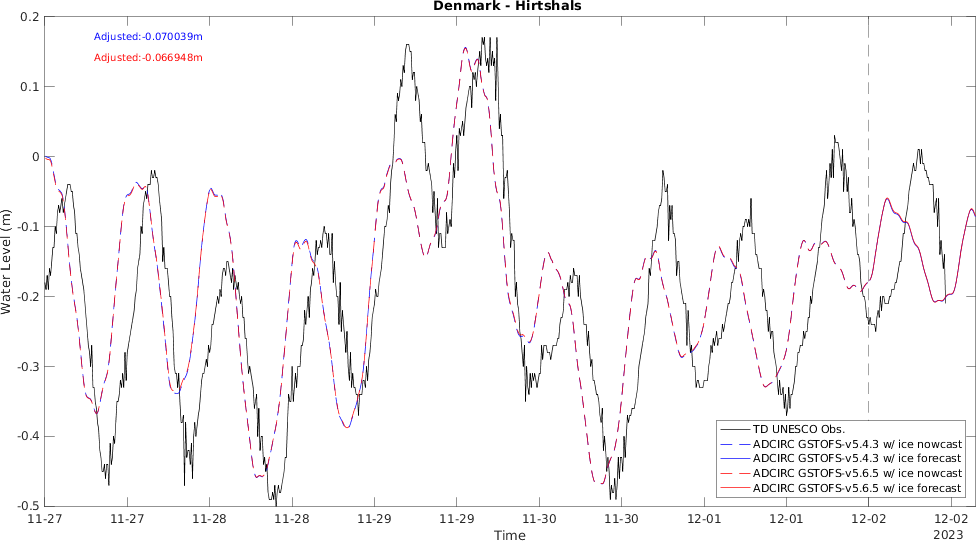 Denmark - Hirtshals
Adjusted:-0.070039m
Adjusted:-0.066948m
Water Level (m)
0.2
0.1
0
-0.1
-0.2
-0.3
-0.4
-0.5
TD UNESCO Obs.
ADCIRC GSTOFS-v5.4.3 w/ ice nowcast
ADCIRC GSTOFS-v5.4.3 w/ ice forecast
ADCIRC GSTOFS-v5.6.5 w/ ice nowcast
ADCIRC GSTOFS-v5.6.5 w/ ice forecast
11-27 11-27 11-28 11-28 11-29 11-29 11-30 11-30 12-01 12-01 12-02 12-02
Time 2023